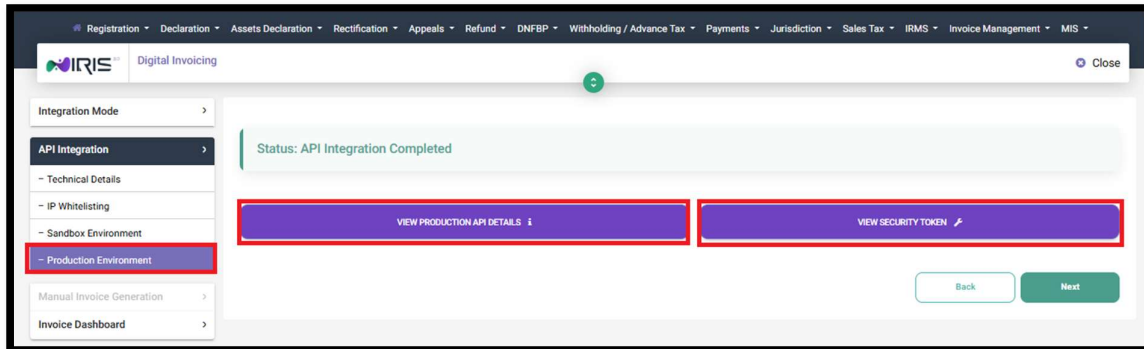 Registration Declaration Assets Declaration Rectification Appeals Refund DNFBP Withholding / Advance Tax Payments Jurisdiction Sales Tax IRMS Invoice Management MIS
IRIS Digital Invoicing Close
Integration Mode
API Integration
Status: API Integration Completed
– Technical Details
– IP Whitelisting
VIEW PRODUCTION API DETAILS VIEW SECURITY TOKEN
– Sandbox Environment
– Production Environment
Back Next
Manual Invoice Generation
Invoice Dashboard